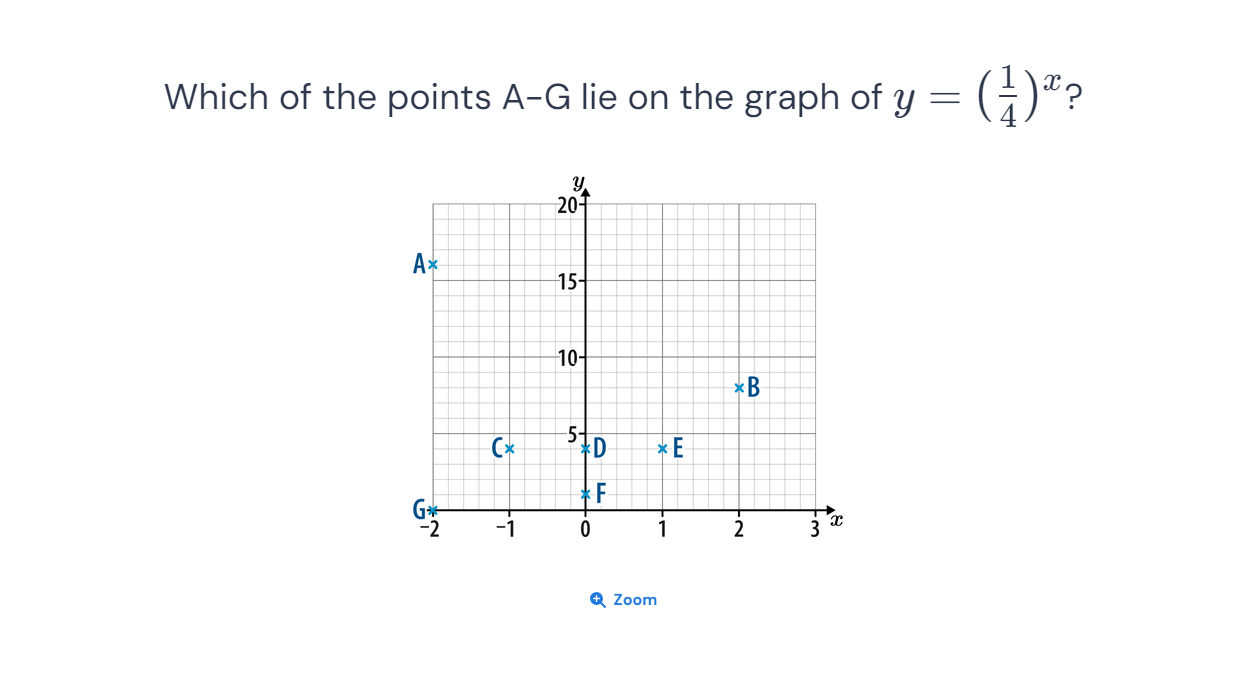 Which of the points A-G lie on the graph of $y = \left(\frac{1}{4}\right)^x$?
y
20
A
15
10
B
5
C D E
F
G
−2 −1 0 1 2 3 x
Zoom